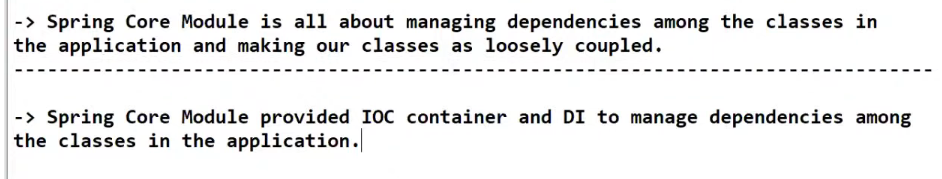 -> Spring Core Module is all about managing dependencies among the classes in
the application and making our classes as loosely coupled.
---------------------------------------------------------------------------------
-> Spring Core Module provided IOC container and DI to manage dependencies among
the classes in the application.